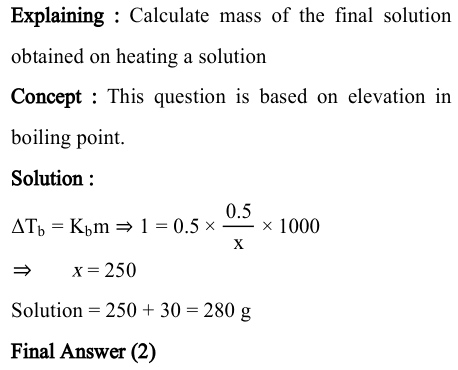 Explaining : Calculate mass of the final solution
obtained on heating a solution
Concept : This question is based on elevation in
boiling point.
Solution :
ΔT_b = K_b m ⇒ 1 = 0.5 × 0.5/x × 1000
⇒ x = 250
Solution = 250 + 30 = 280 g
Final Answer (2)